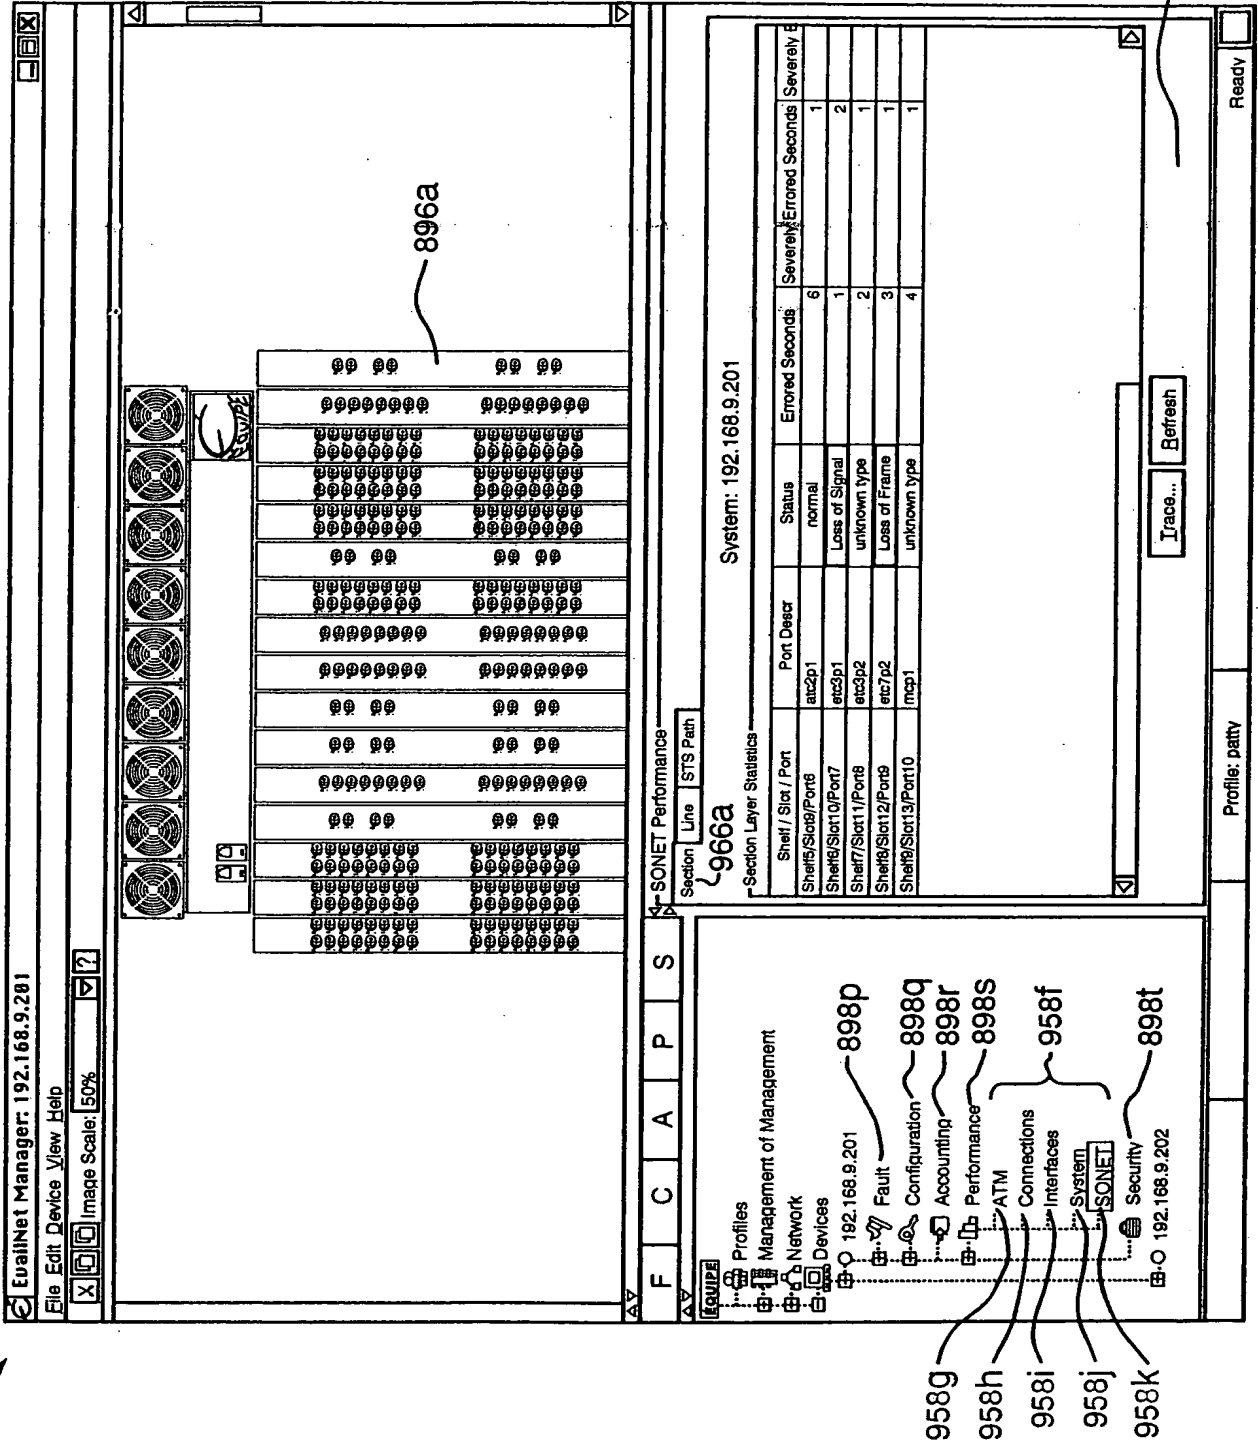 EvailNet Manager: 192.168.9.201
File Edit Device View Help
X Image Scale: 50% ?
896a
F C A P S
EQUIPE
Profiles
Management of Management
Network
Devices
192.168.9.201
898p
Fault
Configuration
898q
Accounting
898r
Performance
898s
ATM
Connections
Interfaces
System
SONET
958f
Security
898t
192.168.9.202
958g
958h
958i
958j
958k
SONET Performance
Section Line STS Path
966a
System: 192.168.9.201
Section Layer Statistics
Shelf / Slot / Port Port Descr Status Errored Seconds Severely Errored Seconds Severely E
Shelf5/Slot9/Port6 atc2p1 normal 6 1
Shelf6/Slot10/Port7 etc3p1 Loss of Signal 1 2
Shelf7/Slot11/Port8 etc3p2 unknown type 2 1
Shelf8/Slot12/Port9 etc7p2 Loss of Frame 3 1
Shelf9/Slot13/Port10 mcp1 unknown type 4 1
Trace... Refresh
Profile: patty
Ready